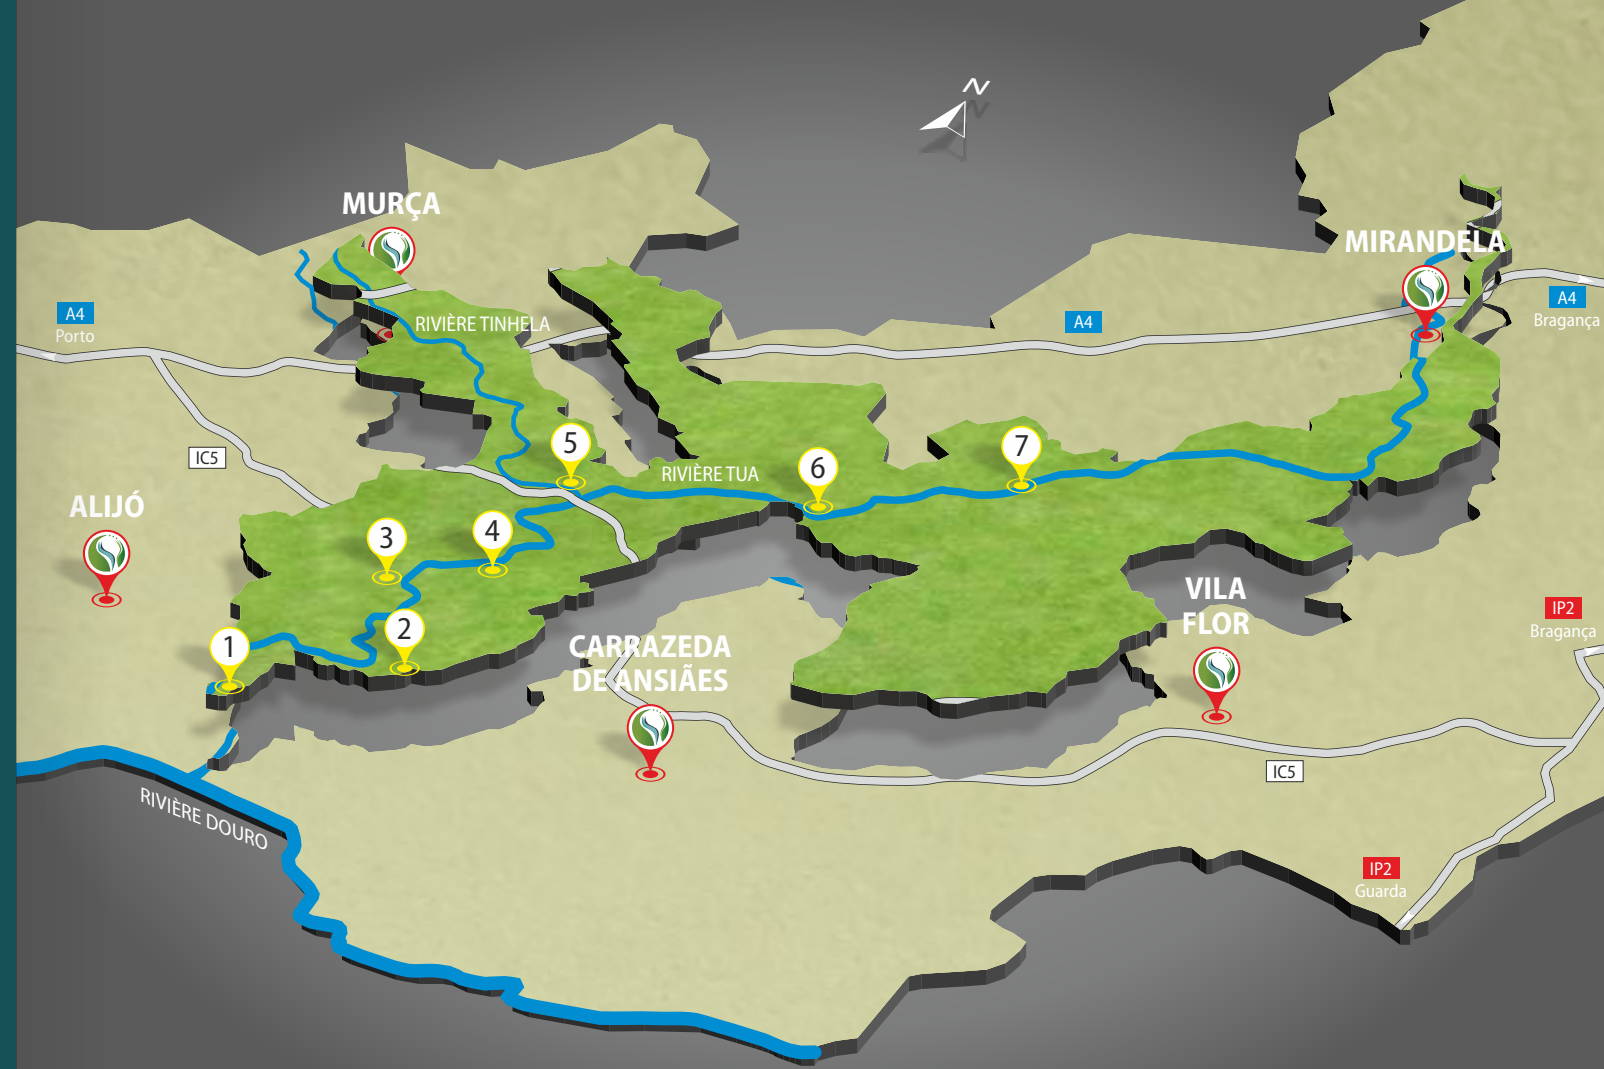 N
MURÇA
MIRANDELA
A4
Porto
RIVIÈRE TINHELA
A4
A4
Bragança
5
7
IC5
RIVIÈRE TUA
6
ALIJÓ
3
4
VILA
FLOR
IP2
Bragança
1
2
CARRAZEDA
DE ANSIÃES
IC5
RIVIÈRE DOURO
IP2
Guarda